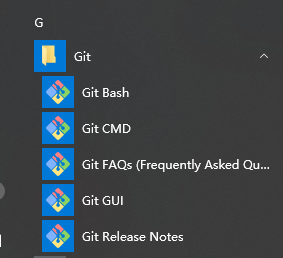 G
Git
Git Bash
Git CMD
Git FAQs (Frequently Asked Qu...
Git GUI
Git Release Notes